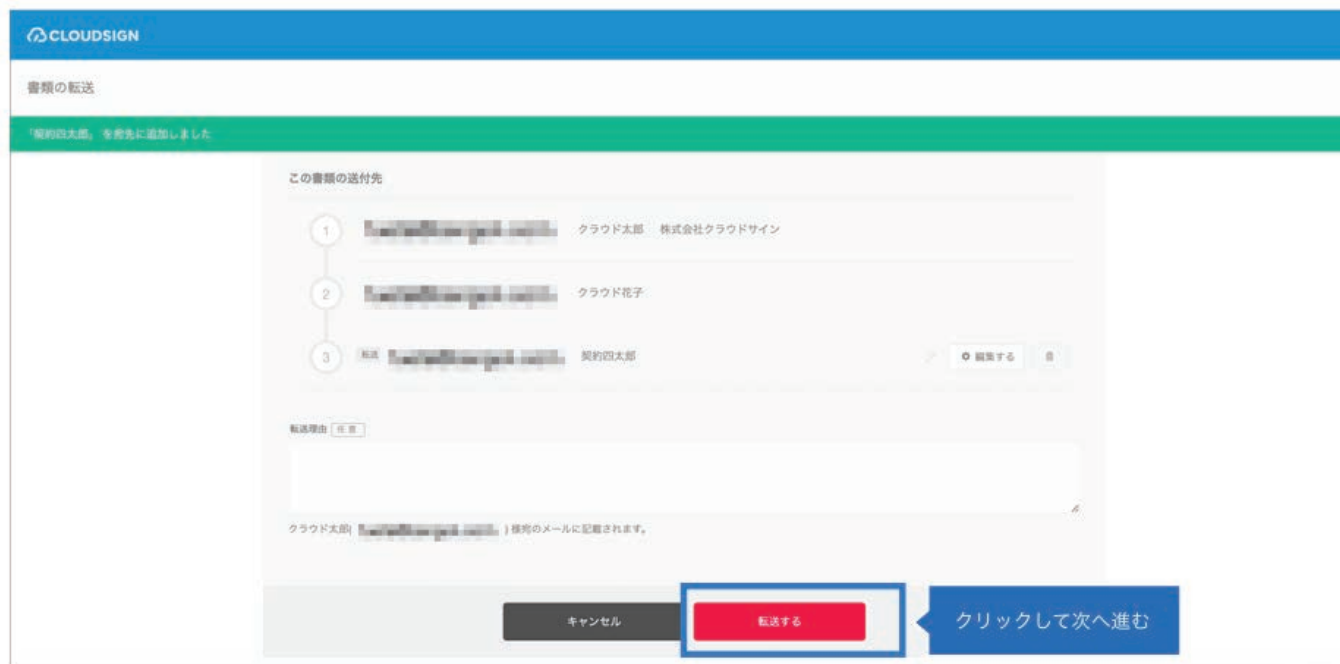 CLOUDSIGN
書類の転送
「契約四太郎」 を宛先に追加しました
この書類の送付先
1 クラウド太郎 株式会社クラウドサイン
2 クラウド花子
3 転送 契約四太郎 編集する
転送理由 任意
クラウド太郎( ) 様宛のメールに記載されます。
キャンセル 転送する クリックして次へ進む